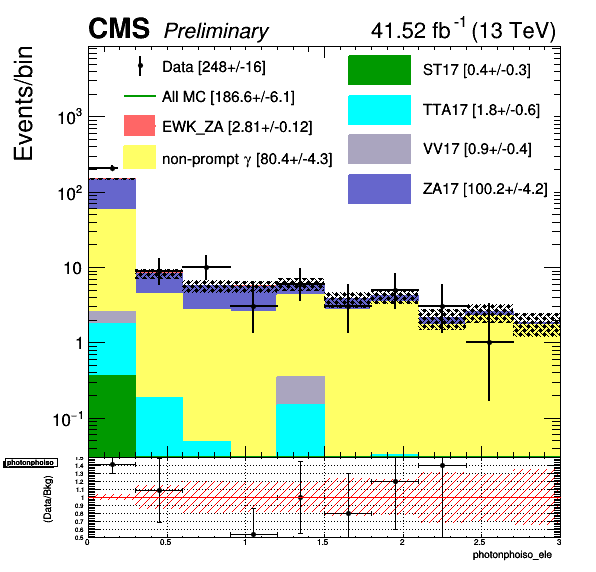 CMS Preliminary 41.52 fb⁻¹ (13 TeV)
Events/bin
Data [248+/-16]
All MC [186.6+/-6.1]
EWK_ZA [2.81+/-0.12]
non-prompt γ [80.4+/-4.3]
ST17 [0.4+/-0.3]
TTA17 [1.8+/-0.6]
VV17 [0.9+/-0.4]
ZA17 [100.2+/-4.2]
10³
10²
10
1
10⁻¹
photonphoiso
(Data/Bkg)
1.5
1.4
1.3
1.2
1.1
1
0.9
0.8
0.7
0.6
0.5
0 0.5 1 1.5 2 2.5 3
photonphoiso_ele